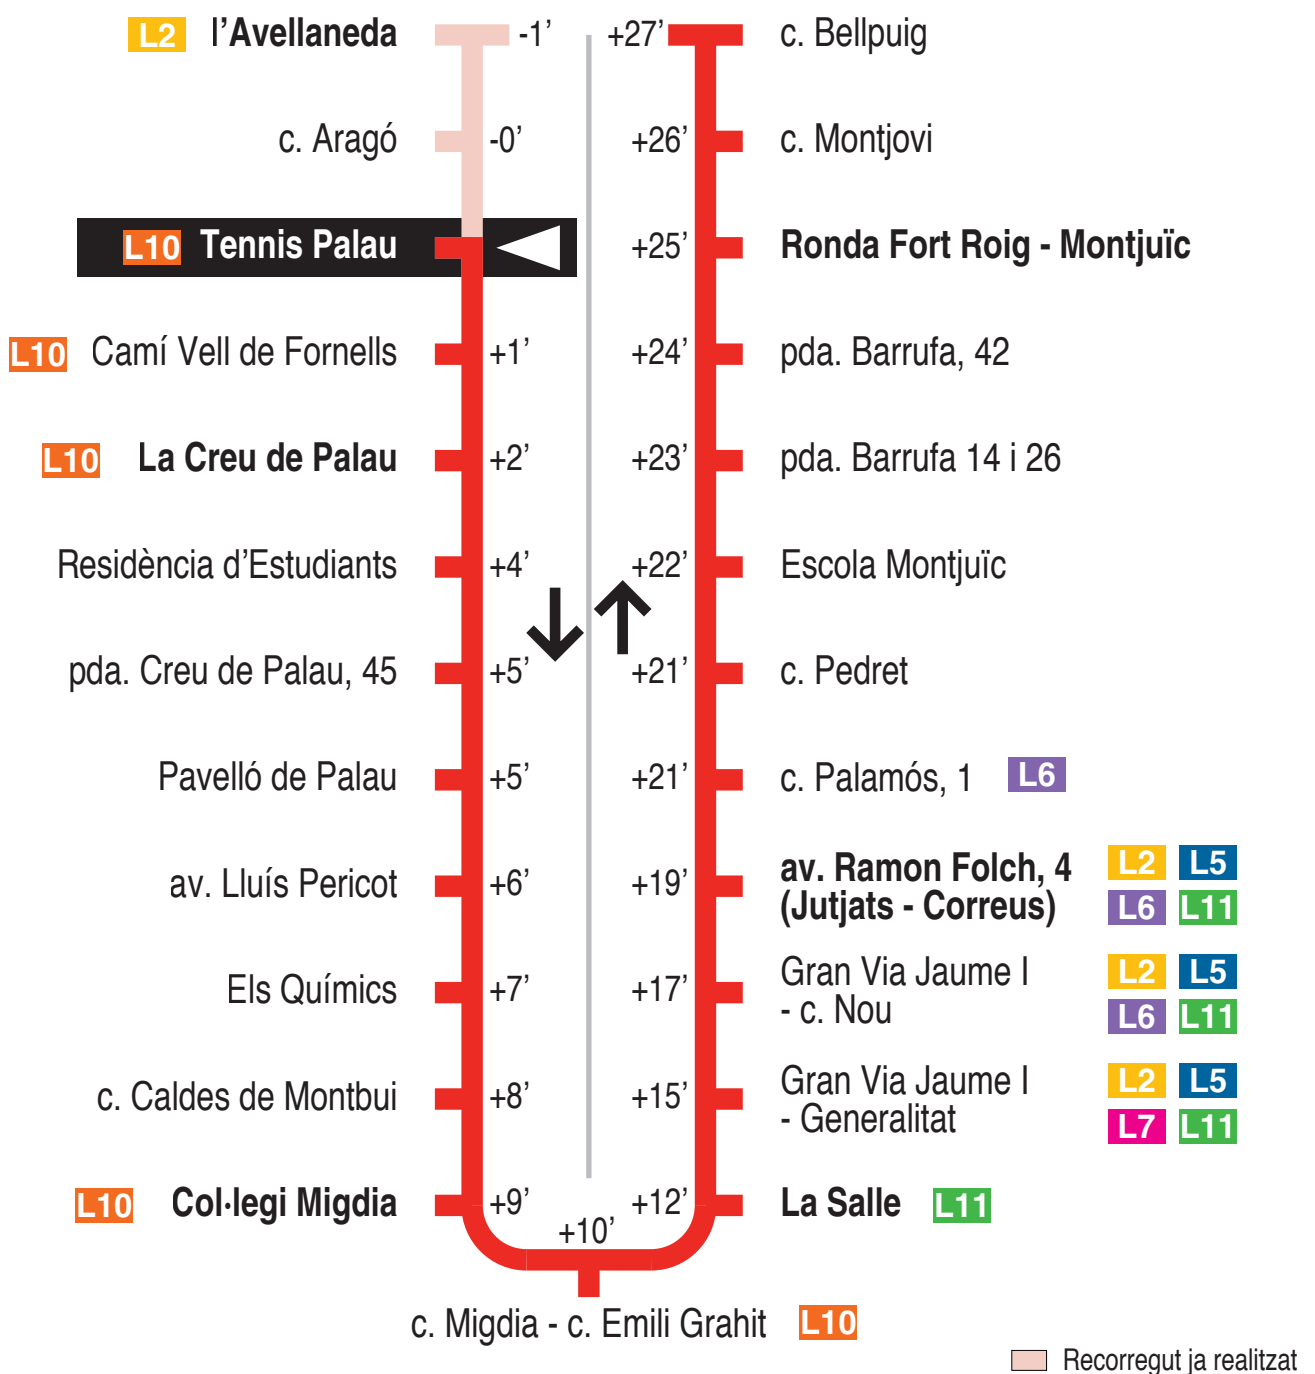 L2 l’Avellaneda -1’
c. Aragó -0’
L10 Tennis Palau
L10 Camí Vell de Fornells +1’
L10 La Creu de Palau +2’
Residència d’Estudiants +4’
pda. Creu de Palau, 45 +5’
Pavelló de Palau +5’
av. Lluís Pericot +6’
Els Químics +7’
c. Caldes de Montbui +8’
L10 Col·legi Migdia +9’
+10’
c. Migdia - c. Emili Grahit L10
+12’ La Salle L11
+15’ Gran Via Jaume I L2 L5
- Generalitat L7 L11
+17’ Gran Via Jaume I L2 L5
- c. Nou L6 L11
+19’ av. Ramon Folch, 4 L2 L5
(Jutjats - Correus) L6 L11
+21’ c. Palamós, 1 L6
+21’ c. Pedret
+22’ Escola Montjuïc
+23’ pda. Barrufa 14 i 26
+24’ pda. Barrufa, 42
+25’ Ronda Fort Roig - Montjuïc
+26’ c. Montjovi
+27’ c. Bellpuig
Recorregut ja realitzat